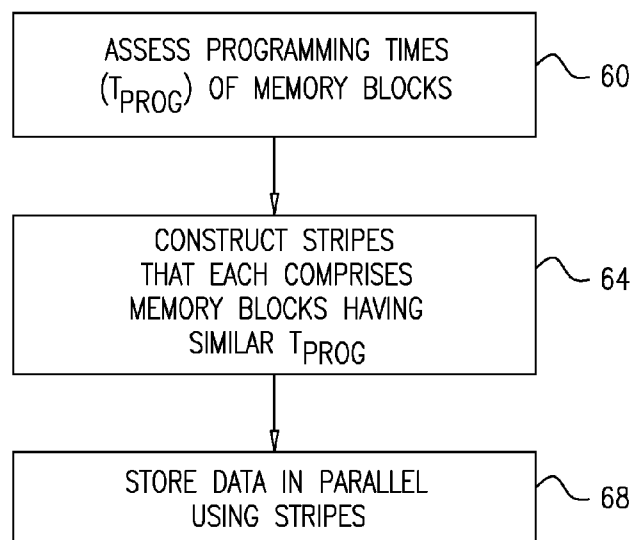 ASSESS PROGRAMMING TIMES
(TPROG) OF MEMORY BLOCKS
60
CONSTRUCT STRIPES
THAT EACH COMPRISES
MEMORY BLOCKS HAVING
SIMILAR TPROG
64
STORE DATA IN PARALLEL
USING STRIPES
68